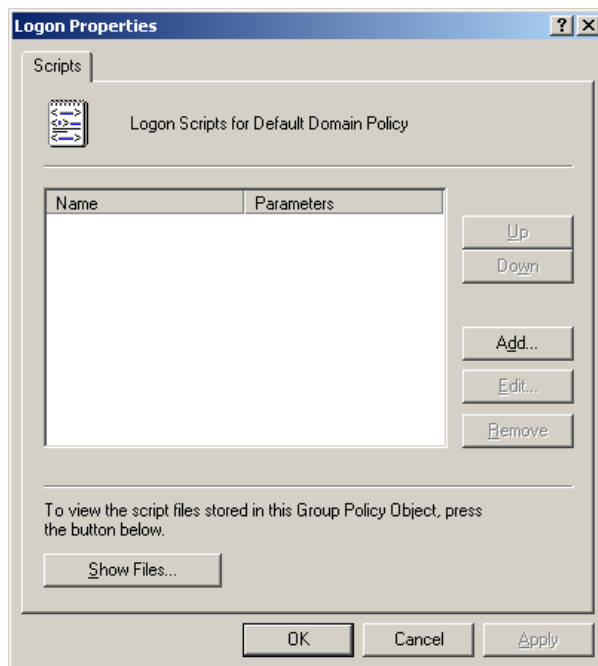 Logon Properties
Scripts
Logon Scripts for Default Domain Policy
Name Parameters
Up
Down
Add...
Edit...
Remove
To view the script files stored in this Group Policy Object, press
the button below.
Show Files...
OK Cancel Apply